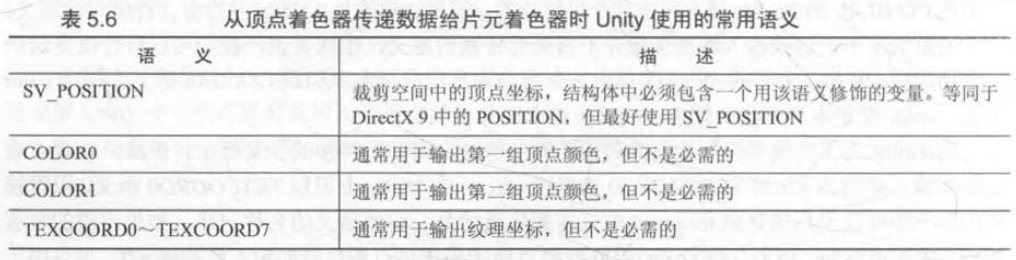 表 5.6 从顶点着色器传递数据给片元着色器时 Unity 使用的常用语义
语 义 描 述
SV_POSITION 裁剪空间中的顶点坐标，结构体中必须包含一个用该语义修饰的变量。等同于
DirectX 9 中的 POSITION，但最好使用 SV_POSITION
COLOR0 通常用于输出第一组顶点颜色，但不是必需的
COLOR1 通常用于输出第二组顶点颜色，但不是必需的
TEXCOORD0～TEXCOORD7 通常用于输出纹理坐标，但不是必需的